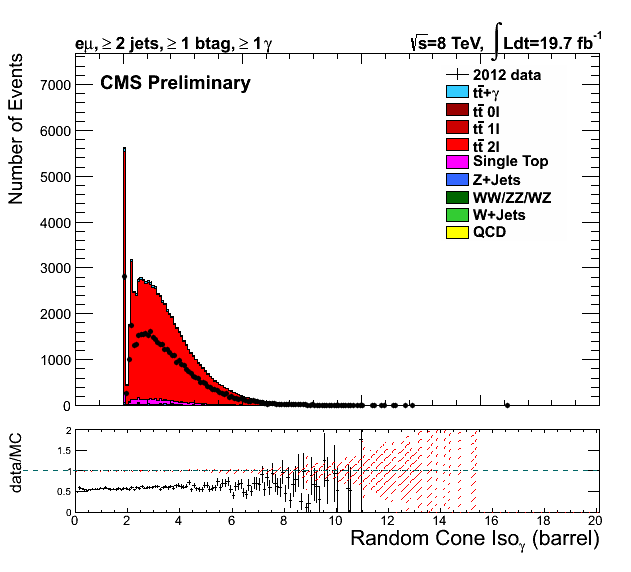 eμ, ≥ 2 jets, ≥ 1 btag, ≥ 1 γ
√s=8 TeV, ∫Ldt=19.7 fb⁻¹
CMS Preliminary
2012 data
tt̄+γ
tt̄ 0l
tt̄ 1l
tt̄ 2l
Single Top
Z+Jets
WW/ZZ/WZ
W+Jets
QCD
Number of Events
7000
6000
5000
4000
3000
2000
1000
0
data/MC
2
1.5
1
0.5
0
0 2 4 6 8 10 12 14 16 18 20
Random Cone Isoγ (barrel)